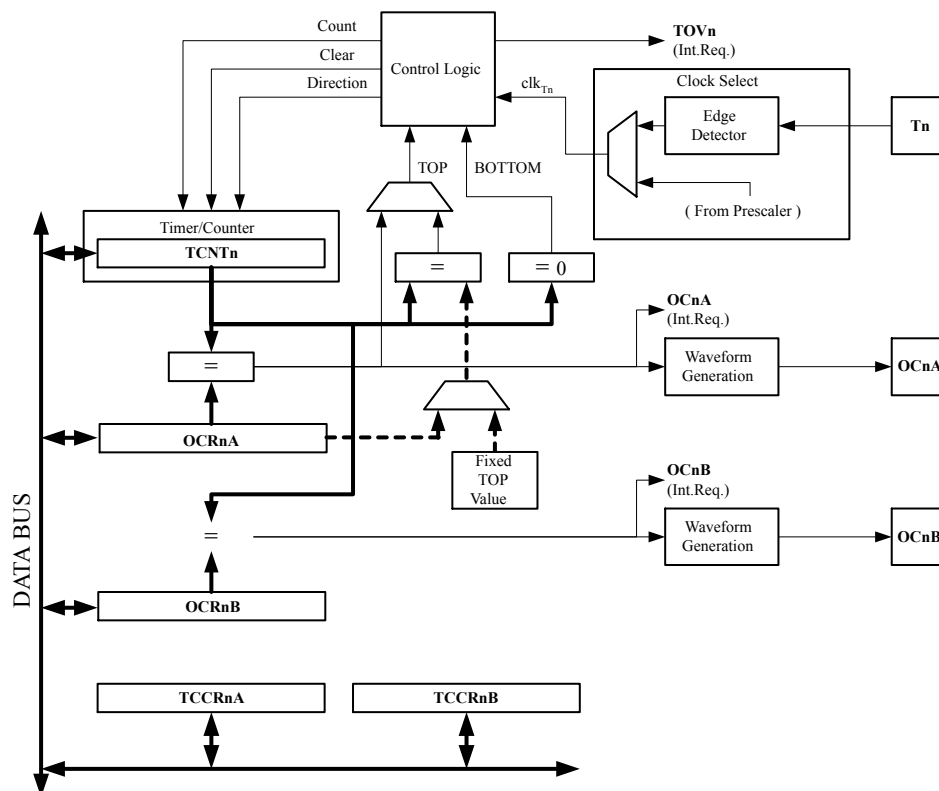 Count
TOVn
(Int.Req.)
Clear
Control Logic
Clock Select
Direction
clkTn
Edge
Detector
Tn
TOP
BOTTOM
( From Prescaler )
Timer/Counter
TCNTn
=
= 0
OCnA
(Int.Req.)
=
Waveform
Generation
OCnA
OCRnA
Fixed
TOP
Value
OCnB
(Int.Req.)
=
Waveform
Generation
OCnB
DATA BUS
OCRnB
TCCRnA
TCCRnB